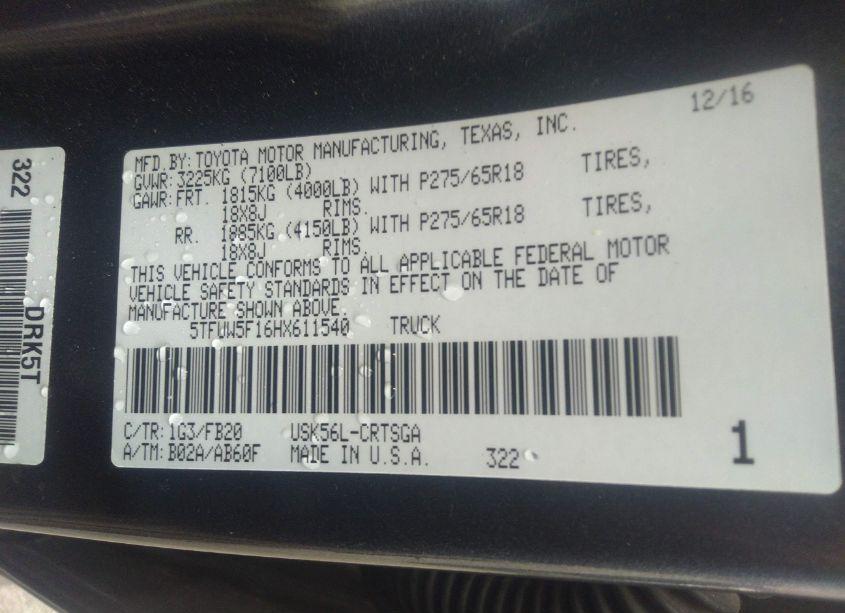 12/16
MFD. BY: TOYOTA MOTOR MANUFACTURING, TEXAS, INC.
GVWR: 3225KG (7100LB)
GAWR: FRT. 1815KG (4000LB) WITH P275/65R18 TIRES,
18X8J RIMS.
RR. 1885KG (4150LB) WITH P275/65R18 TIRES,
18X8J RIMS.
THIS VEHICLE CONFORMS TO ALL APPLICABLE FEDERAL MOTOR
VEHICLE SAFETY STANDARDS IN EFFECT ON THE DATE OF
MANUFACTURE SHOWN ABOVE.
5TFUW5F16HX611540 TRUCK
C/TR: 1G3/FB20 USK56L-CRTSGA
A/TM: B02A/AB60F MADE IN U.S.A. 322
1
322
DRK5T